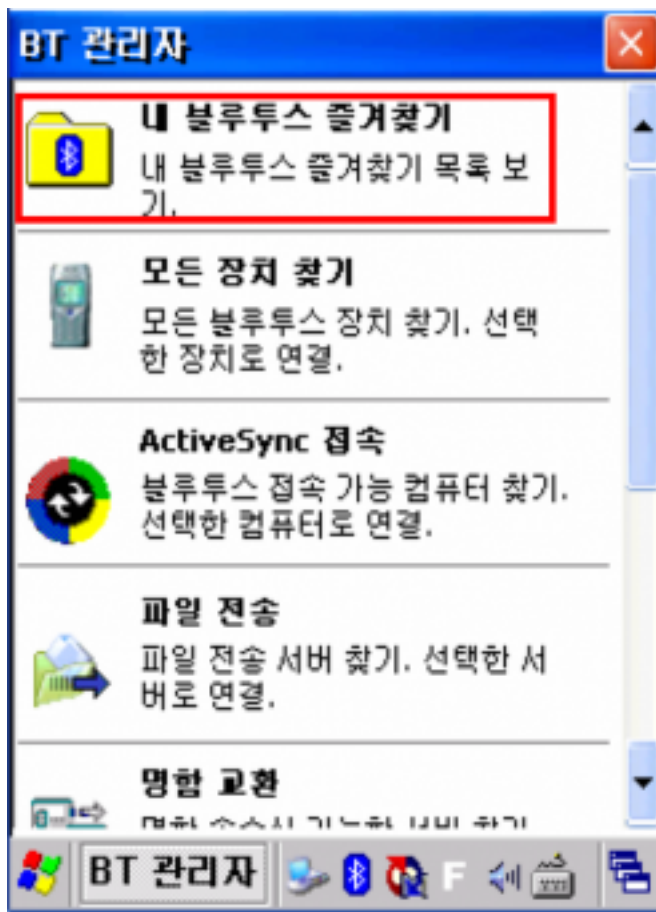 BT 관리자
내 블루투스 즐겨찾기
내 블루투스 즐겨찾기 목록 보
기.
모든 장치 찾기
모든 블루투스 장치 찾기. 선택
한 장치로 연결.
ActiveSync 접속
블루투스 접속 가능 컴퓨터 찾기.
선택한 컴퓨터로 연결.
파일 전송
파일 전송 서버 찾기. 선택한 서
버로 연결.
명함 교환
BT 관리자
F